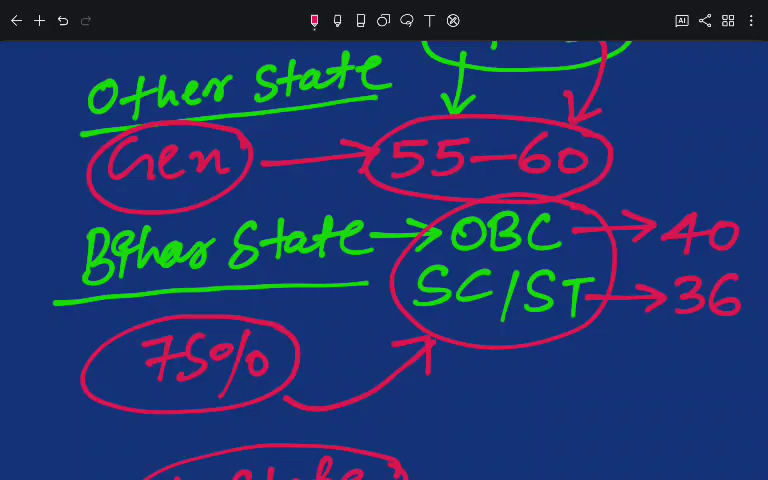 Other State
Gen → 55-60
Bihar State → OBC → 40
SC/ST → 36
75%